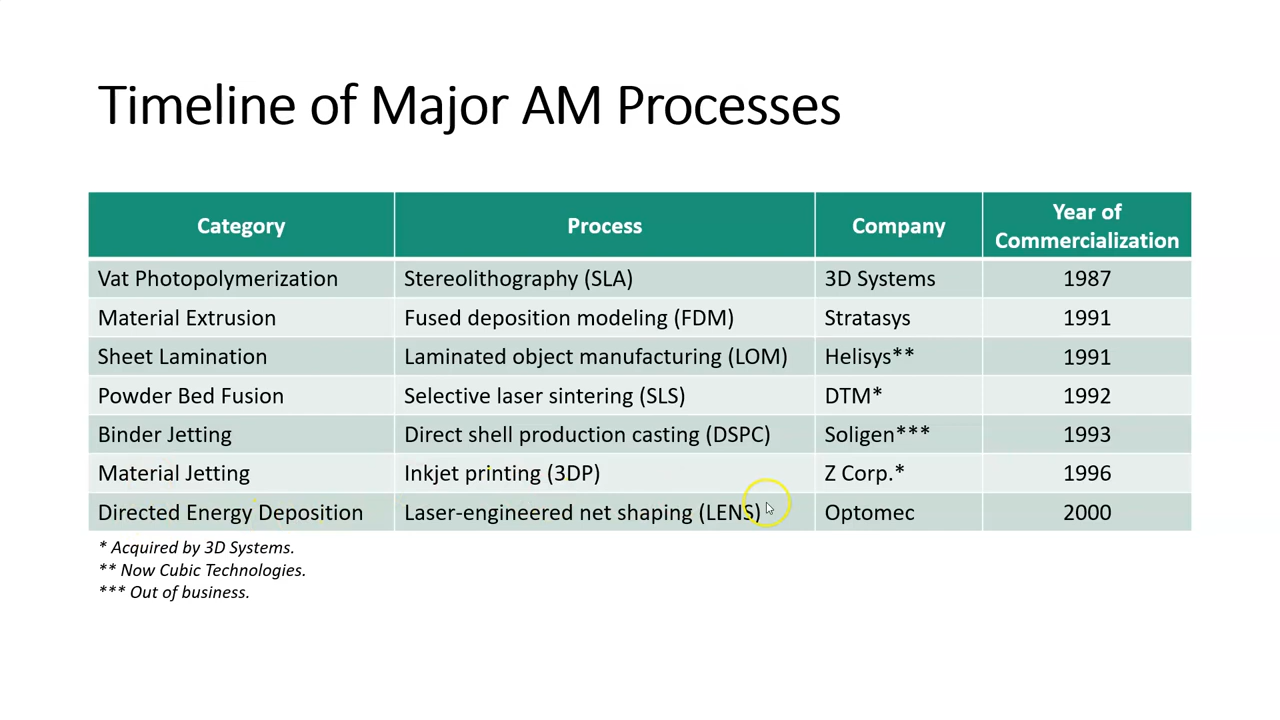 Timeline of Major AM Processes
Category Process Company Year of Commercialization
Vat Photopolymerization Stereolithography (SLA) 3D Systems 1987
Material Extrusion Fused deposition modeling (FDM) Stratasys 1991
Sheet Lamination Laminated object manufacturing (LOM) Helisys** 1991
Powder Bed Fusion Selective laser sintering (SLS) DTM* 1992
Binder Jetting Direct shell production casting (DSPC) Soligen*** 1993
Material Jetting Inkjet printing (3DP) Z Corp.* 1996
Directed Energy Deposition Laser-engineered net shaping (LENS) Optomec 2000
* Acquired by 3D Systems.
** Now Cubic Technologies.
*** Out of business.